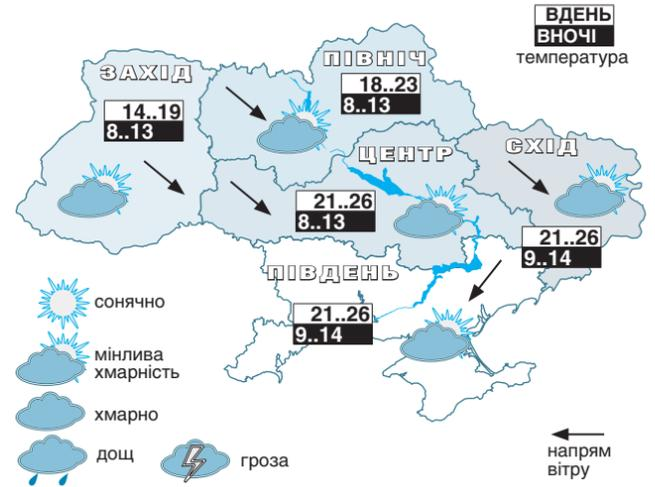 ВДЕНЬ
ВНОЧІ
температура
ПІВНІЧ
18..23
8..13
ЗАХІД
14..19
8..13
ЦЕНТР
21..26
8..13
СХІД
21..26
9..14
ПІВДЕНЬ
21..26
9..14
сонячно
мінлива
хмарність
хмарно
дощ
гроза
напрям
вітру